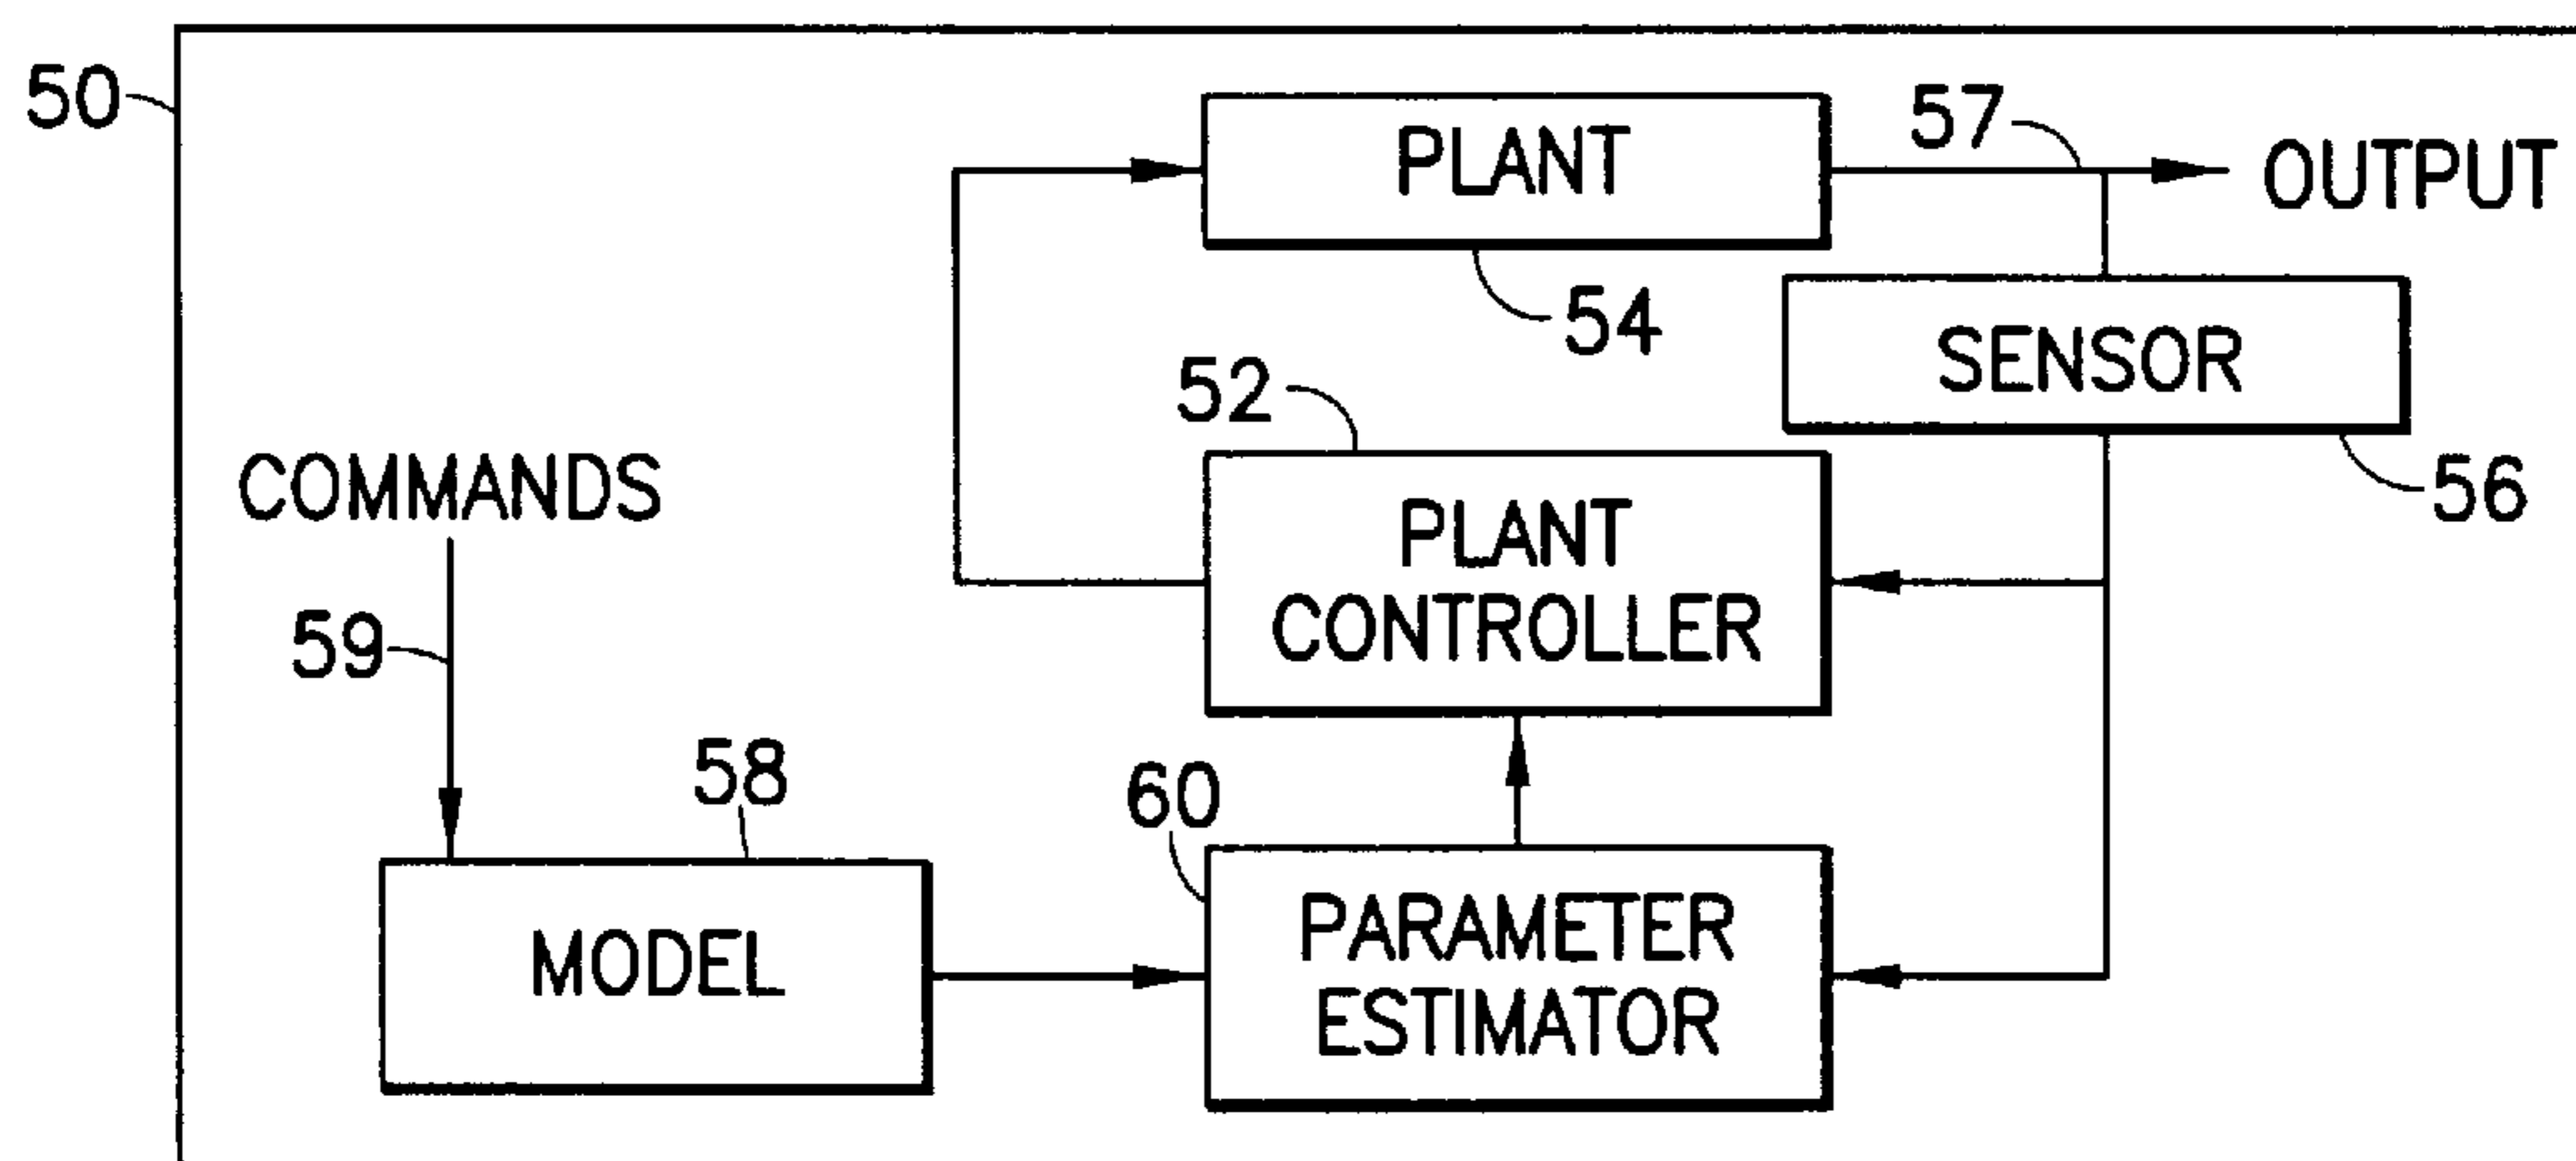 50
PLANT
57
OUTPUT
54
SENSOR
52
56
COMMANDS
PLANT
CONTROLLER
59
58
60
MODEL
PARAMETER
ESTIMATOR